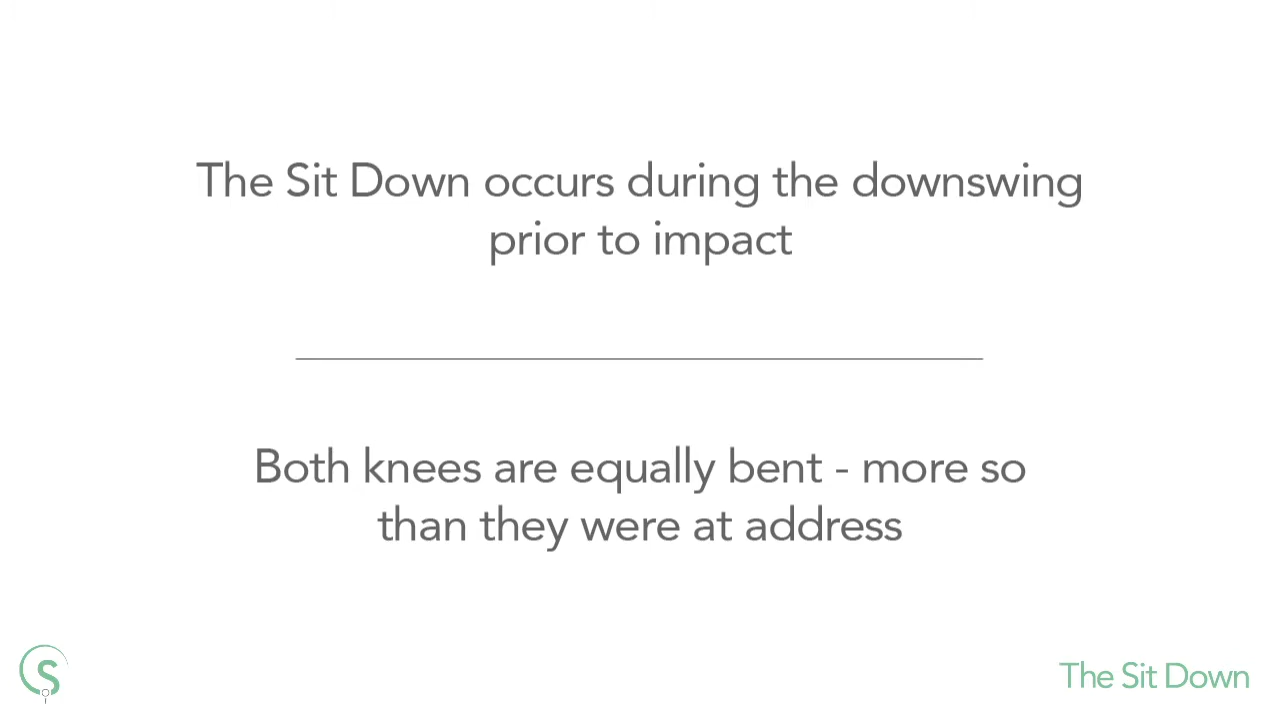 The Sit Down occurs during the downswing
prior to impact
Both knees are equally bent - more so
than they were at address
S
The Sit Down